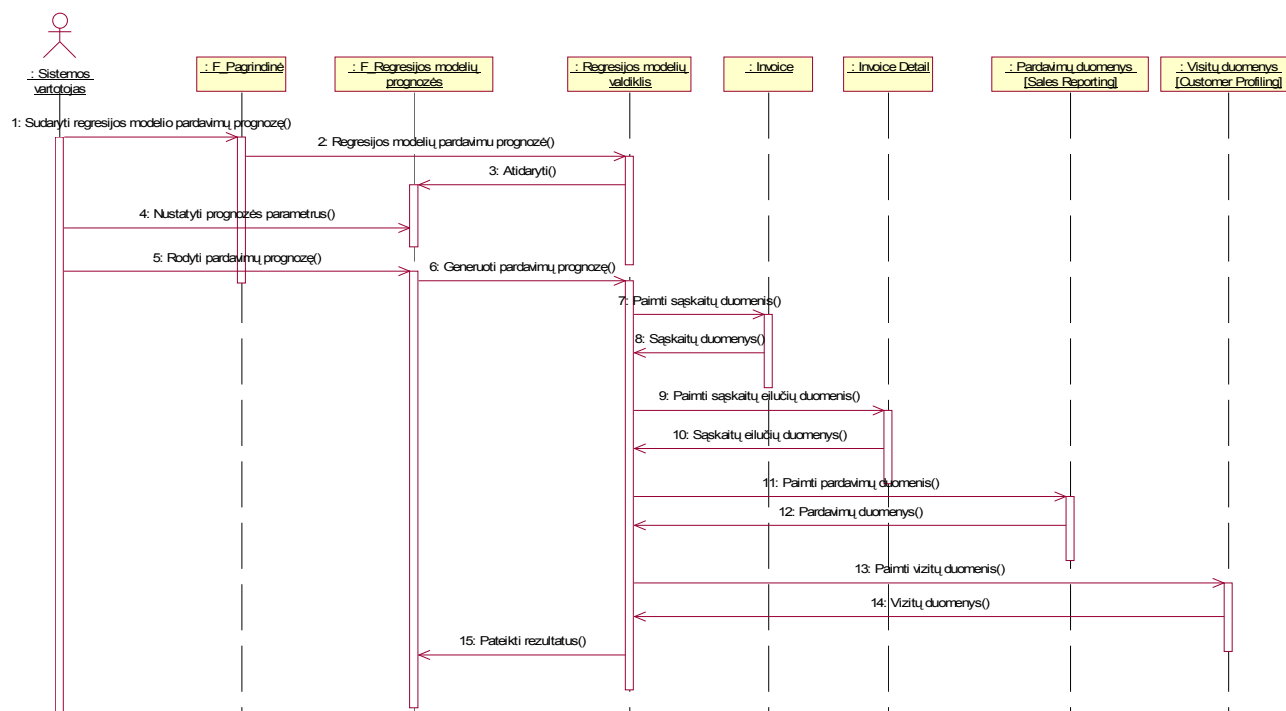 : Sistemos
vartotojas
: F_Pagrindinė
: F_Regresijos modelių
prognozės
: Regresijos modelių
valdiklis
: Invoice
: Invoice Detail
: Pardavimų duomenys
[Sales Reporting]
: Visitų duomenys
[Customer Profiling]
1: Sudaryti regresijos modelio pardavimų prognozę()
2: Regresijos modelių pardavimu prognozė()
3: Atidaryti()
4: Nustatyti prognozės parametrus()
5: Rodyti pardavimų prognozę()
6: Generuoti pardavimų prognozę()
7: Paimti sąskaitų duomenis()
8: Sąskaitų duomenys()
9: Paimti sąskaitų eilučių duomenis()
10: Sąskaitų eilučių duomenys()
11: Paimti pardavimų duomenis()
12: Pardavimų duomenys()
13: Paimti vizitų duomenis()
14: Vizitų duomenys()
15: Pateikti rezultatus()